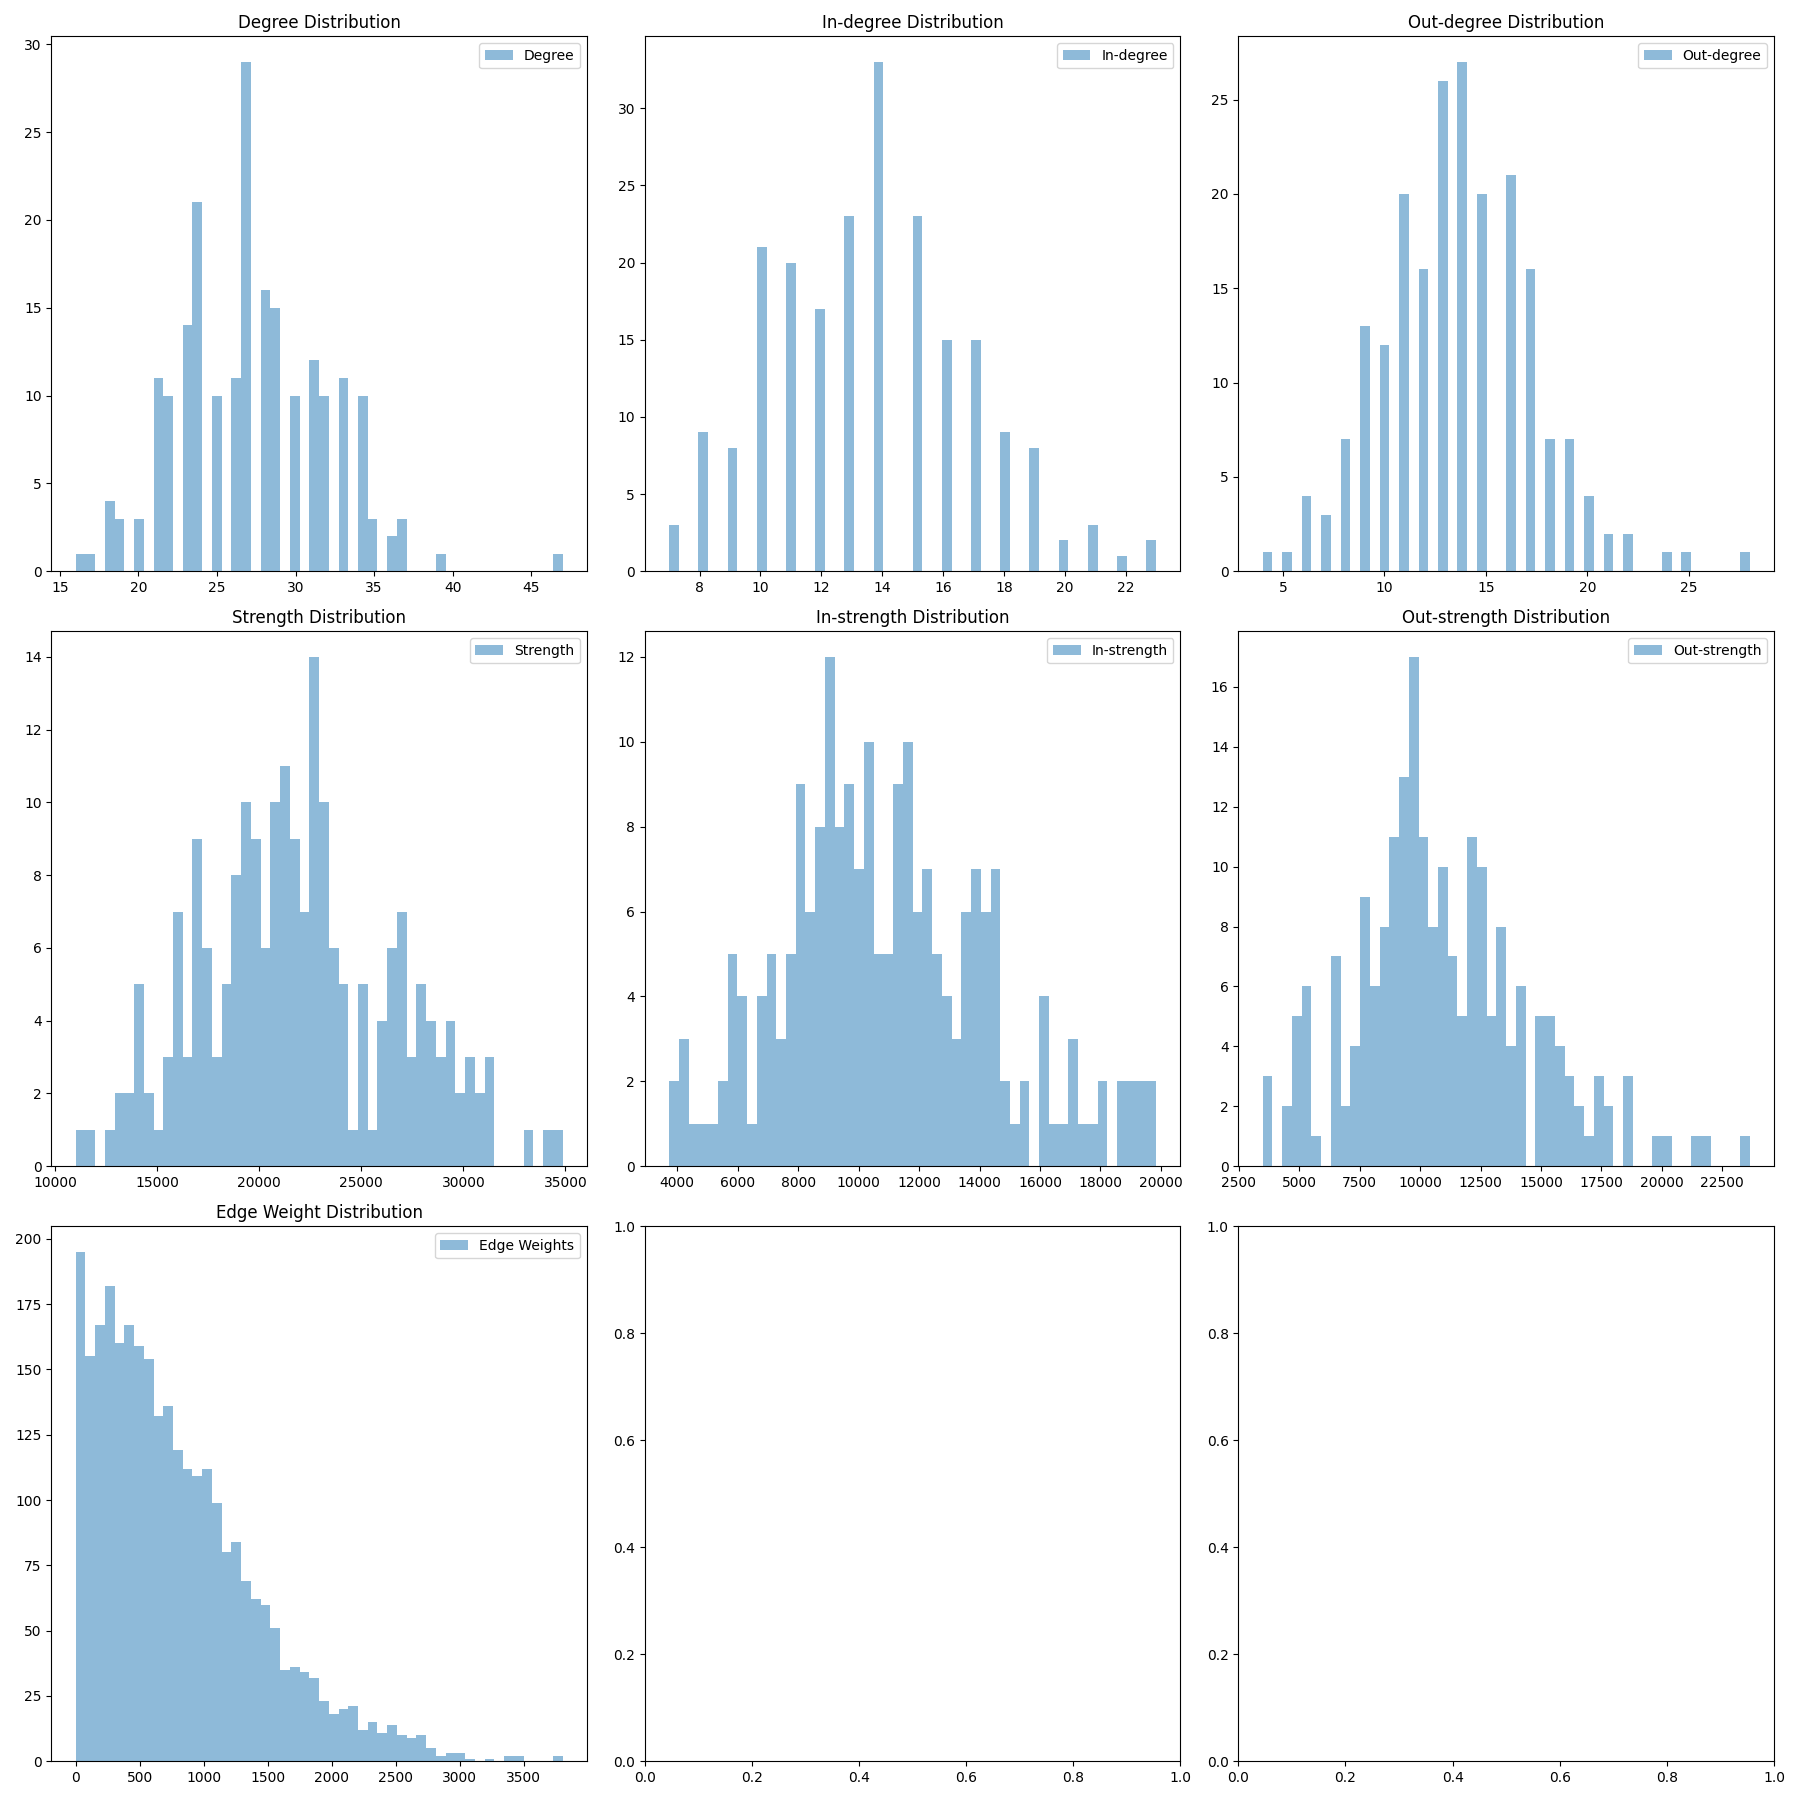 Degree Distribution
Degree
30
25
20
15
10
5
0
15 20 25 30 35 40 45
In-degree Distribution
In-degree
30
25
20
15
10
5
0
8 10 12 14 16 18 20 22
Out-degree Distribution
Out-degree
25
20
15
10
5
0
5 10 15 20 25
Strength Distribution
Strength
14
12
10
8
6
4
2
0
10000 15000 20000 25000 30000 35000
In-strength Distribution
In-strength
12
10
8
6
4
2
0
4000 6000 8000 10000 12000 14000 16000 18000 20000
Out-strength Distribution
Out-strength
16
14
12
10
8
6
4
2
0
2500 5000 7500 10000 12500 15000 17500 20000 22500
Edge Weight Distribution
Edge Weights
200
175
150
125
100
75
50
25
0
0 500 1000 1500 2000 2500 3000 3500
1.0
0.8
0.6
0.4
0.2
0.0
0.0 0.2 0.4 0.6 0.8 1.0
1.0
0.8
0.6
0.4
0.2
0.0
0.0 0.2 0.4 0.6 0.8 1.0